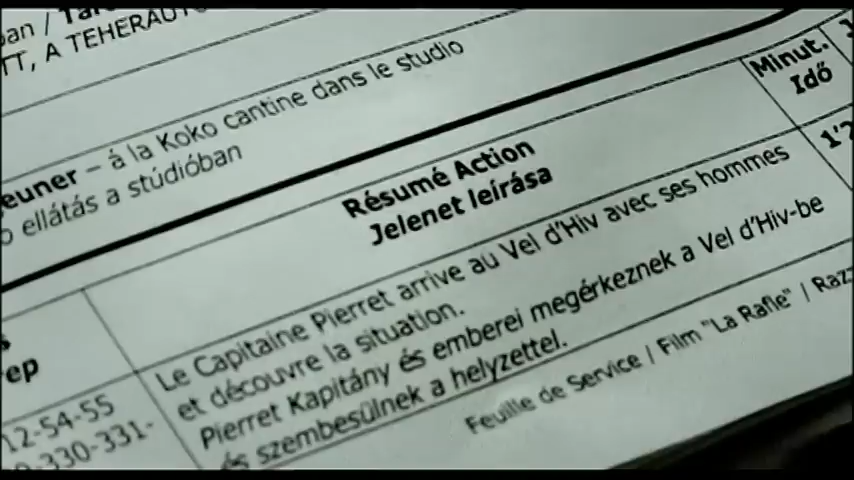 ban /
TT, A TEHERAUT
euner – á la Koko cantine dans le studio
ellátás a stúdióban
Résumé Action
Jelenet leírása
Minut.
Idő
Le Capitaine Pierret arrive au Vel d'Hiv avec ses hommes
et découvre la situation.
Pierret Kapitány és emberei megérkeznek a Vel d'Hiv-be
és szembesülnek a helyzettel.
1'2
ep
12-54-55
0-330-331-
Feuille de Service / Film "La Rafle" / Razz